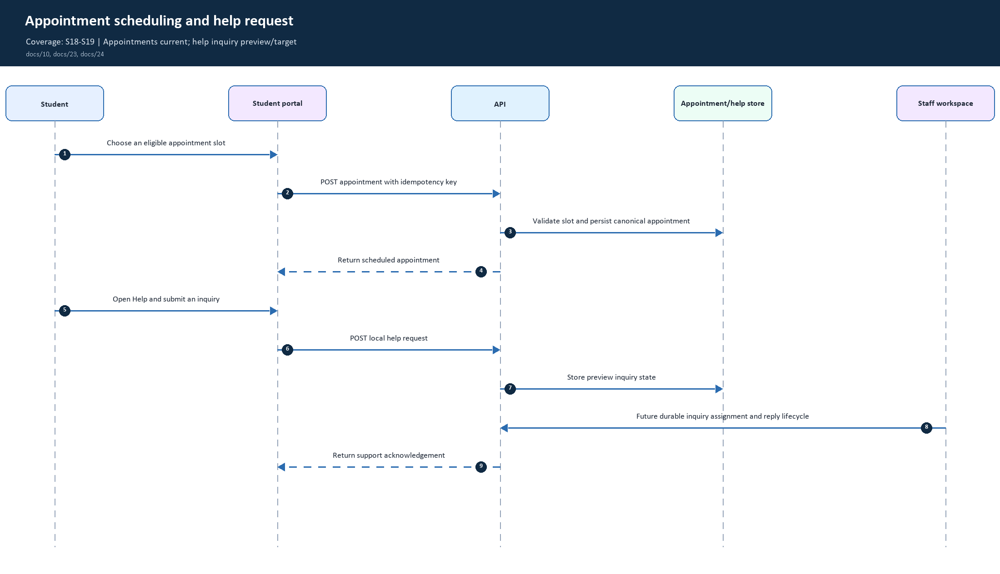 Appointment scheduling and help request
Coverage: S18-S19 | Appointments current; help inquiry preview/target
docs/10, docs/23, docs/24
Student
Student portal
API
Appointment/help store
Staff workspace
Choose an eligible appointment slot
1
POST appointment with idempotency key
2
Validate slot and persist canonical appointment
3
Return scheduled appointment
4
Open Help and submit an inquiry
5
POST local help request
6
Store preview inquiry state
7
Future durable inquiry assignment and reply lifecycle
8
Return support acknowledgement
9